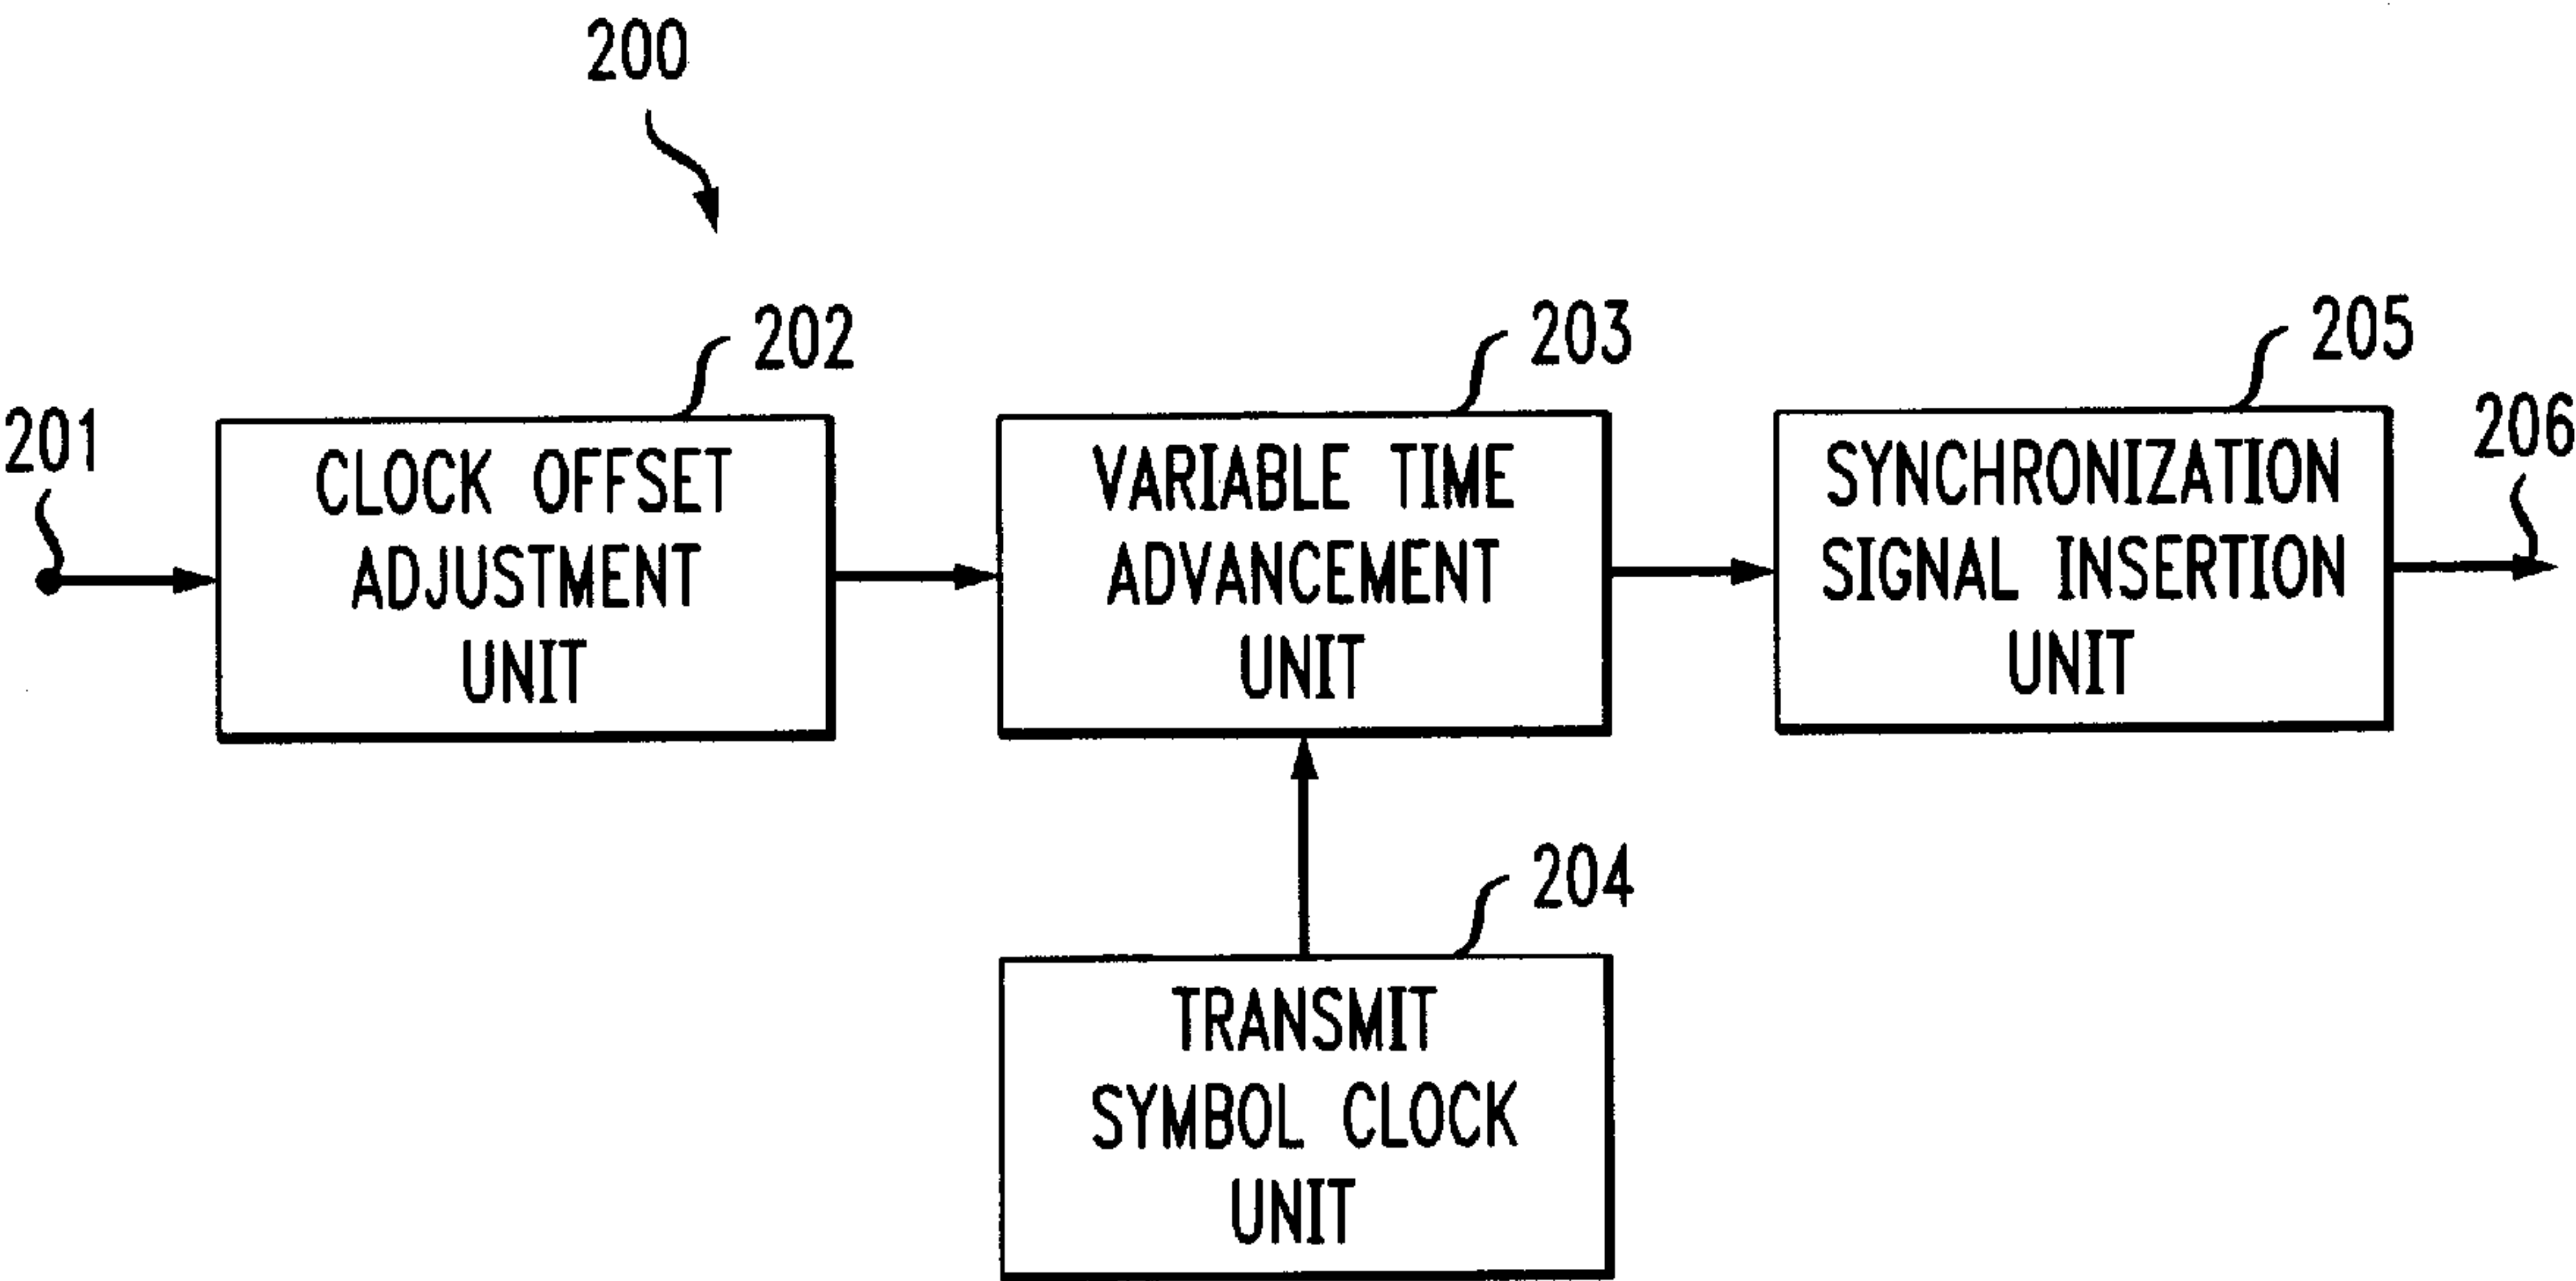 200
201
202
CLOCK OFFSET
ADJUSTMENT
UNIT
203
VARIABLE TIME
ADVANCEMENT
UNIT
205
SYNCHRONIZATION
SIGNAL INSERTION
UNIT
206
204
TRANSMIT
SYMBOL CLOCK
UNIT